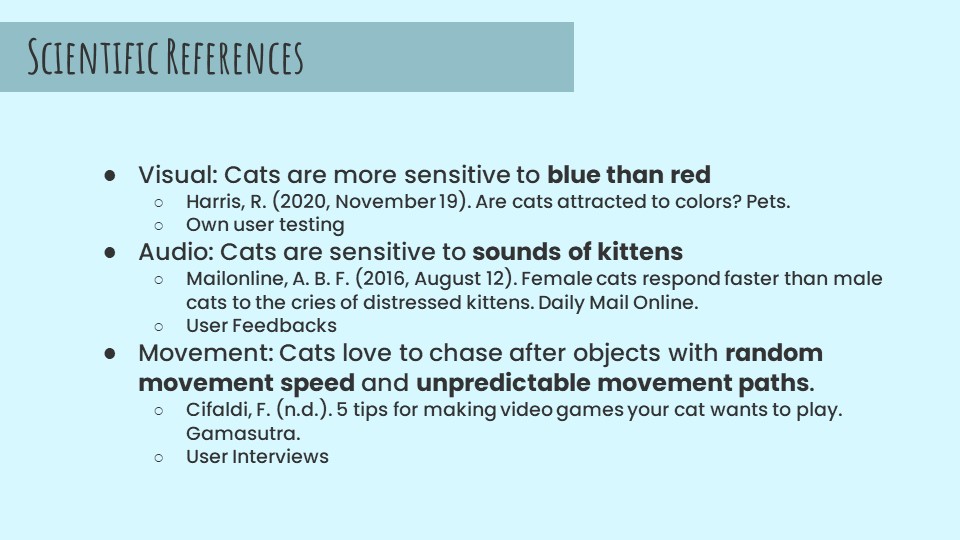 Scientific References
● Visual: Cats are more sensitive to blue than red
○ Harris, R. (2020, November 19). Are cats attracted to colors? Pets.
○ Own user testing
● Audio: Cats are sensitive to sounds of kittens
○ Mailonline, A. B. F. (2016, August 12). Female cats respond faster than male
cats to the cries of distressed kittens. Daily Mail Online.
○ User Feedbacks
● Movement: Cats love to chase after objects with random
movement speed and unpredictable movement paths.
○ Cifaldi, F. (n.d.). 5 tips for making video games your cat wants to play.
Gamasutra.
○ User Interviews